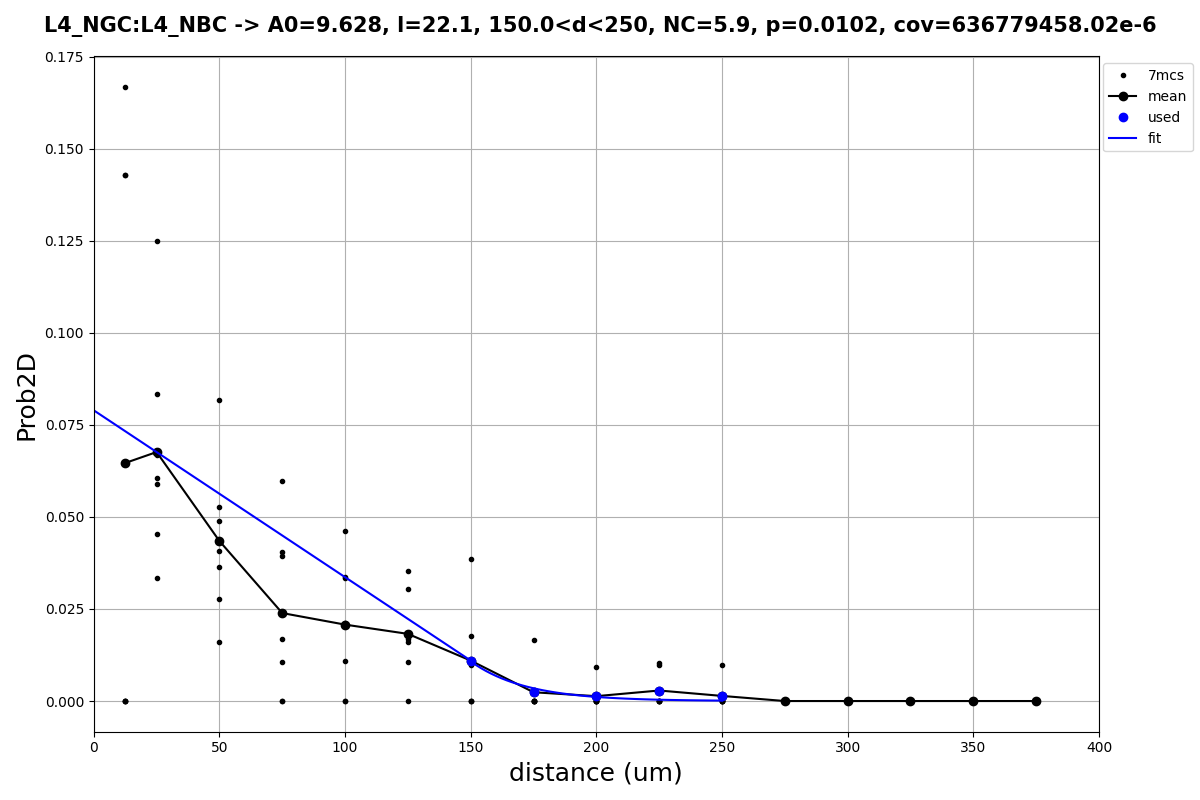 L4_NGC:L4_NBC -> A0=9.628, l=22.1, 150.0<d<250, NC=5.9, p=0.0102, cov=636779458.02e-6
0.175
0.150
0.125
0.100
0.075
0.050
0.025
0.000
Prob2D
0
50
100
150
200
250
300
350
400
distance (um)
7mcs
mean
used
fit